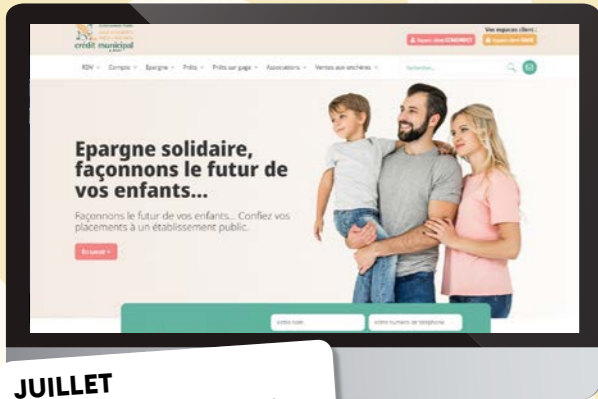 crédit municipal
Vos espaces client :
RDV
Compte
Epargne
Prêts
Prêts sur gage
Associations
Ventes aux enchères
Rechercher...
Epargne solidaire,
façonnons le futur de
vos enfants...
Façonnons le futur de vos enfants... Confiez vos
placements à un établissement public.
En savoir +
votre nom
votre numéro de téléphone
JUILLET